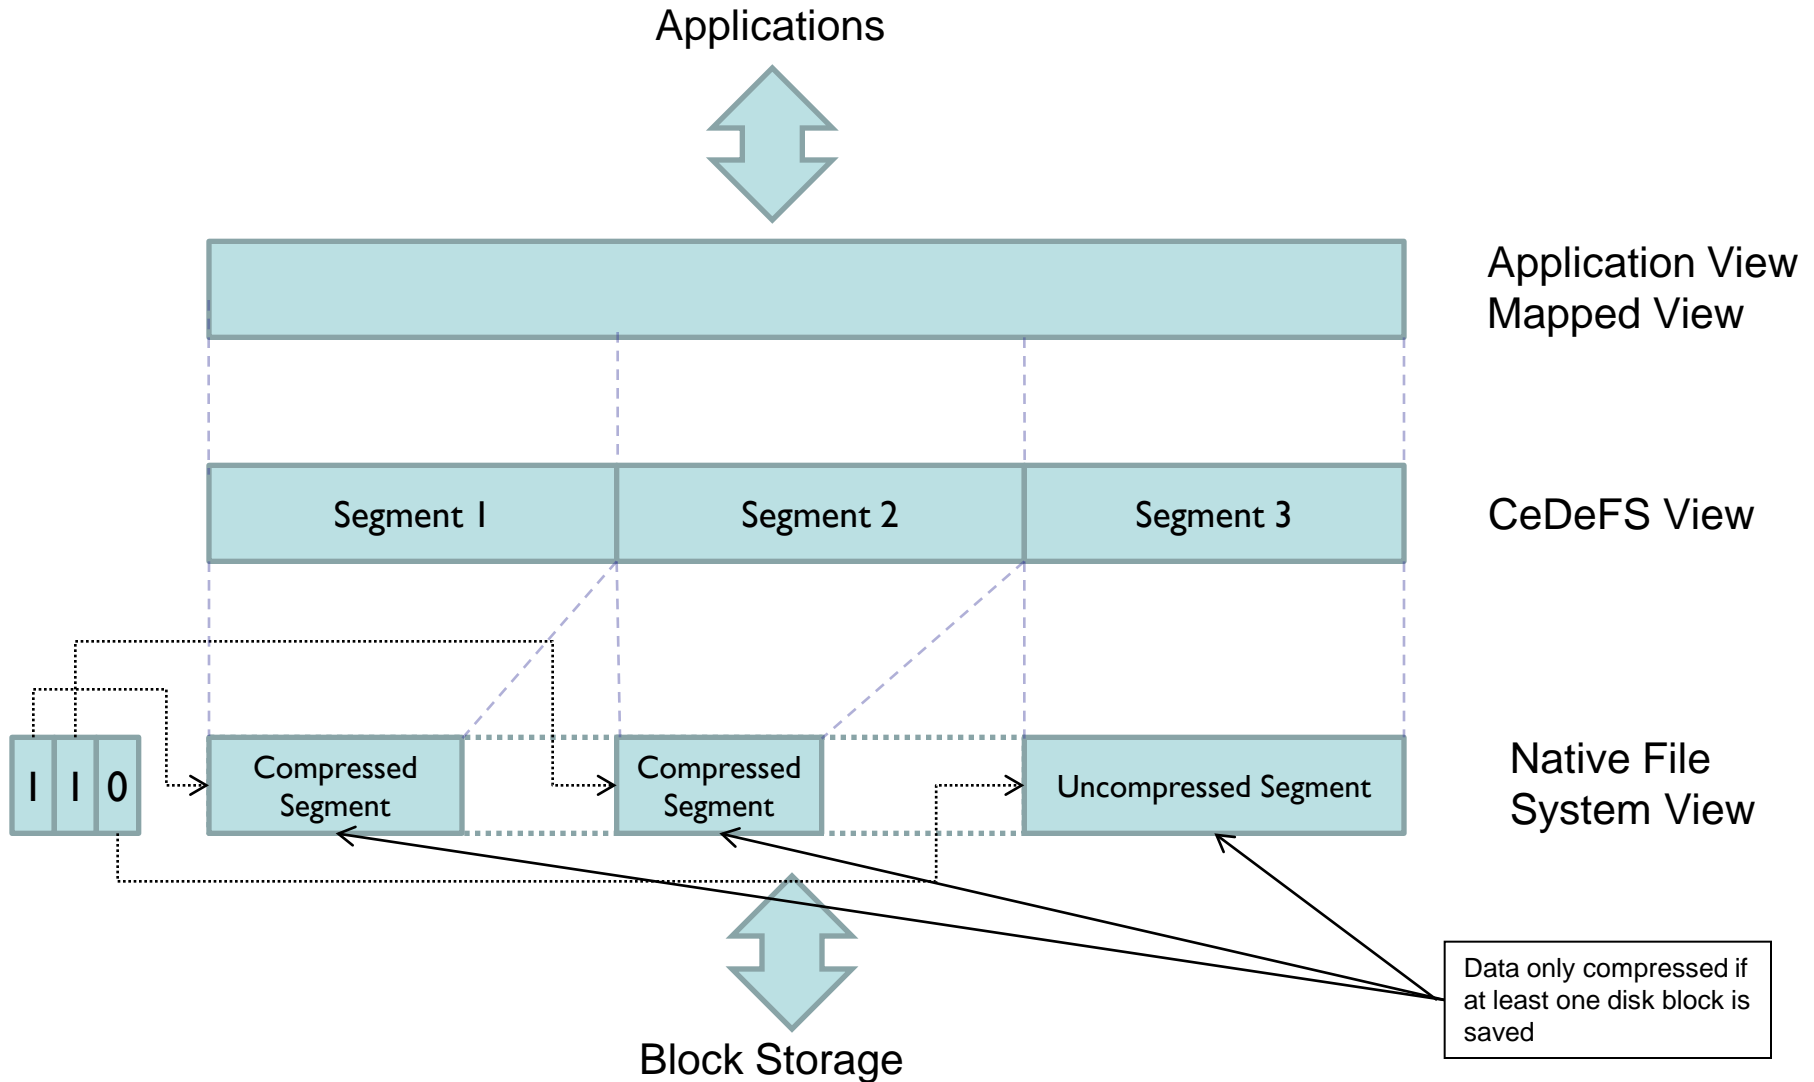 Applications
Application View
Mapped View
Segment 1
Segment 2
Segment 3
CeDeFS View
1 1 0
Compressed
Segment
Compressed
Segment
Uncompressed Segment
Native File
System View
Data only compressed if
at least one disk block is
saved
Block Storage